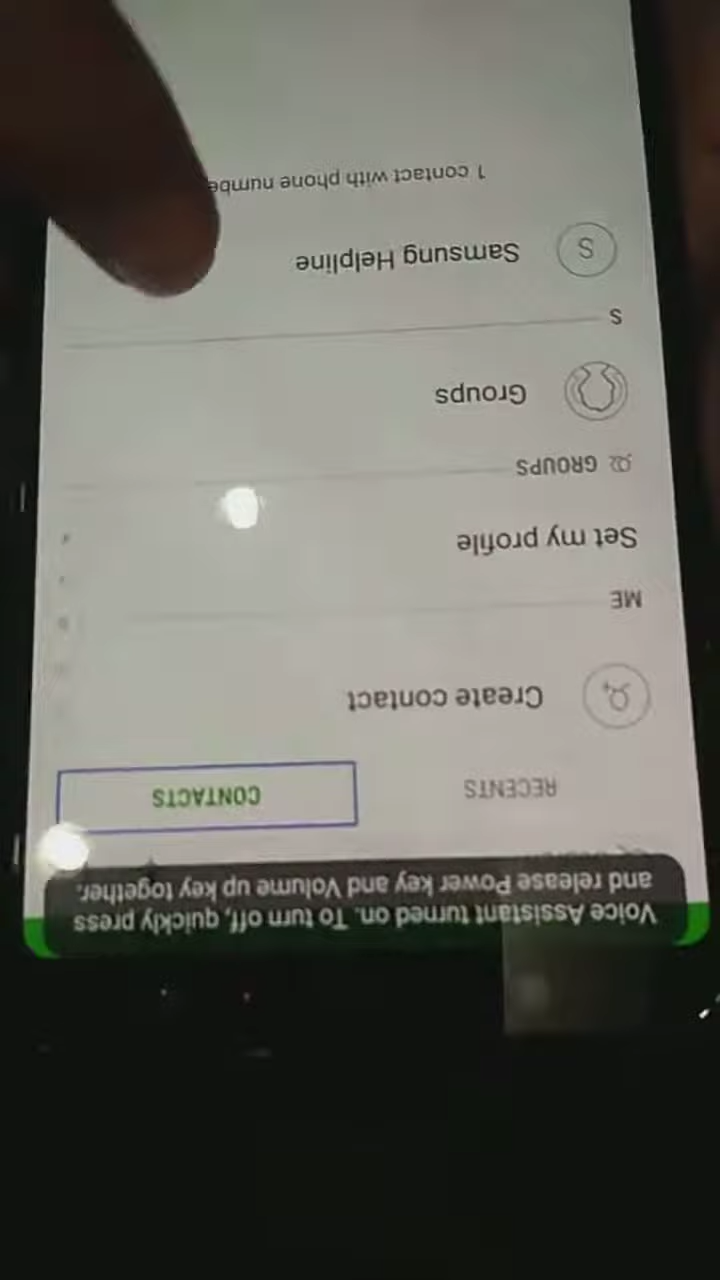 Voice Assistant turned on. To turn off, quickly press
and release Power key and Volume up key together.
RECENTS
CONTACTS
Create contact
ME
Set my profile
GROUPS
Groups
S
S
Samsung Helpline
1 contact with phone